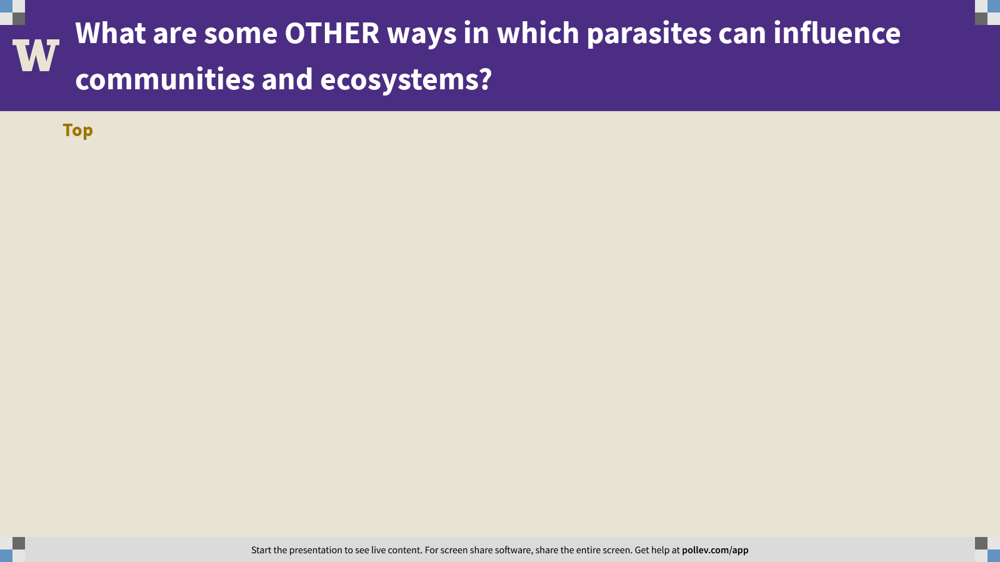 W
What are some OTHER ways in which parasites can influence
communities and ecosystems?
Top
Start the presentation to see live content. For screen share software, share the entire screen. Get help at pollev.com/app